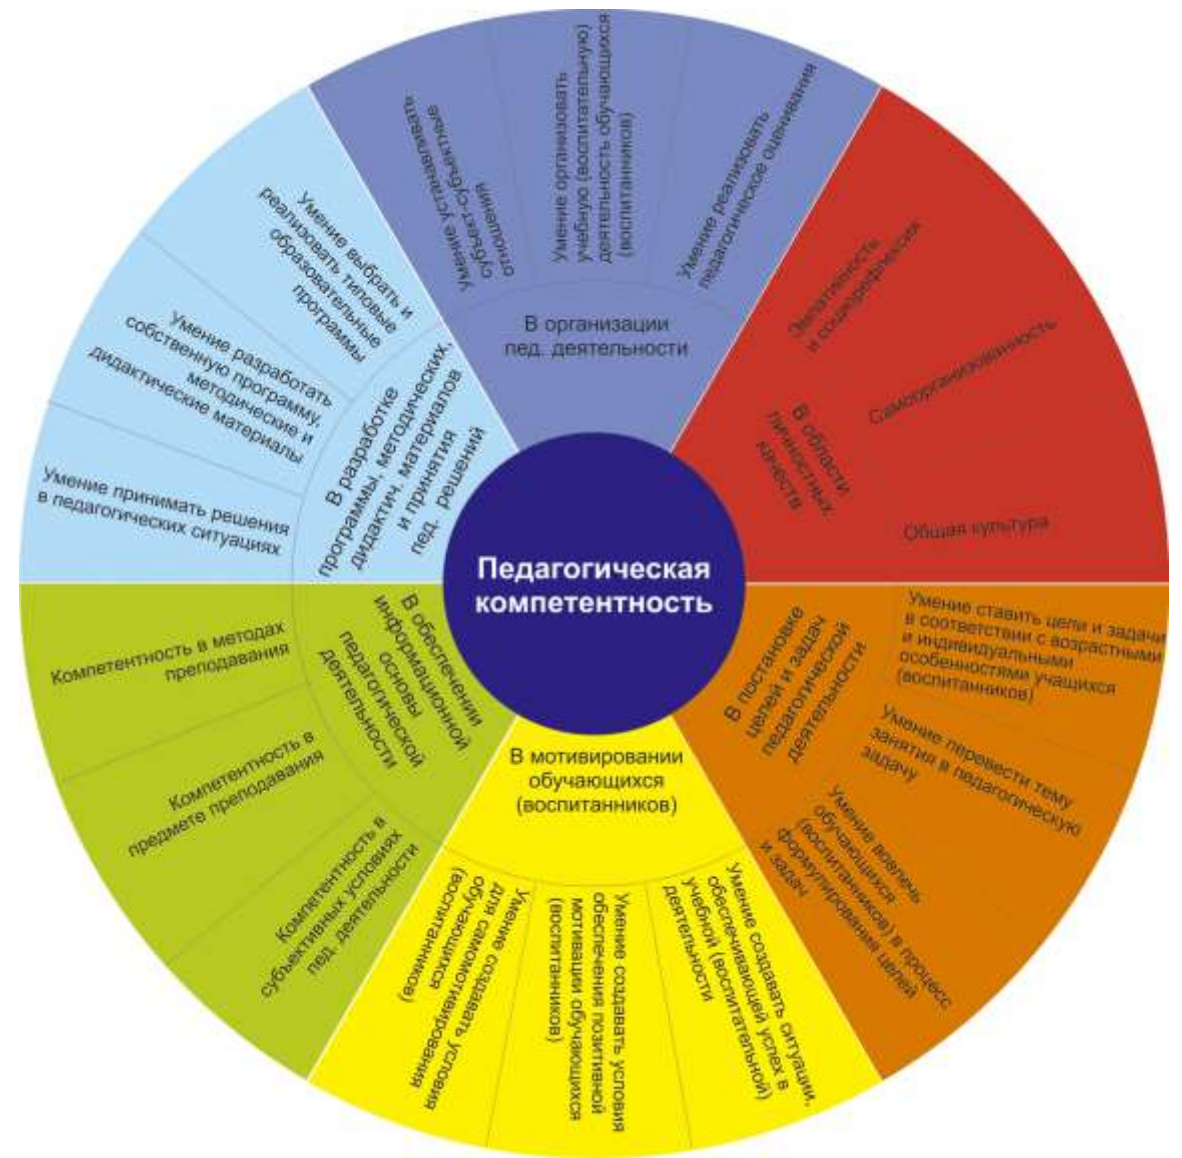 Педагогическая
компетентность
В организации
пед. деятельности
Умение устанавливать
субъект-субъектные
отношения
Умение организовать
учебную (воспитательную)
деятельность обучающихся
(воспитанников)
Умение реализовать
педагогическое оценивания
В области
личностных
качеств
Эмпатийность
и социорефлексия
Самоорганизованность
Общая культура
В постановке
целей и задач
педагогической
деятельности
Умение ставить цели и задачи
в соответствии с возрастными
и индивидуальными
особенностями учащихся
(воспитанников)
Умение перевести тему
занятия в педагогическую
задачу
Умение вовлечь
обучающихся
(воспитанников) в процесс
формулирования целей
и задач
В мотивировании
обучающихся
(воспитанников)
Умение создавать ситуации,
обеспечивающей успех в
учебной (воспитательной)
деятельности
Умение создавать условия
обеспечения позитивной
мотивации обучающихся
(воспитанников)
Умение создавать условия
для самомотивирования
обучающихся
(воспитанников)
В обеспечении
информационной
основы
педагогической
деятельности
Компетентность в
субъективных условиях
пед. деятельности
Компетентность в
предмете преподавания
Компетентность в методах
преподавания
В разработке
программы, методических,
дидактич. материалов
и принятия
пед. решений
Умение принимать решения
в педагогических ситуациях
Умение разработать
собственную программу,
методические и
дидактические материалы
Умение выбрать и
реализовать типовые
образовательные
программы